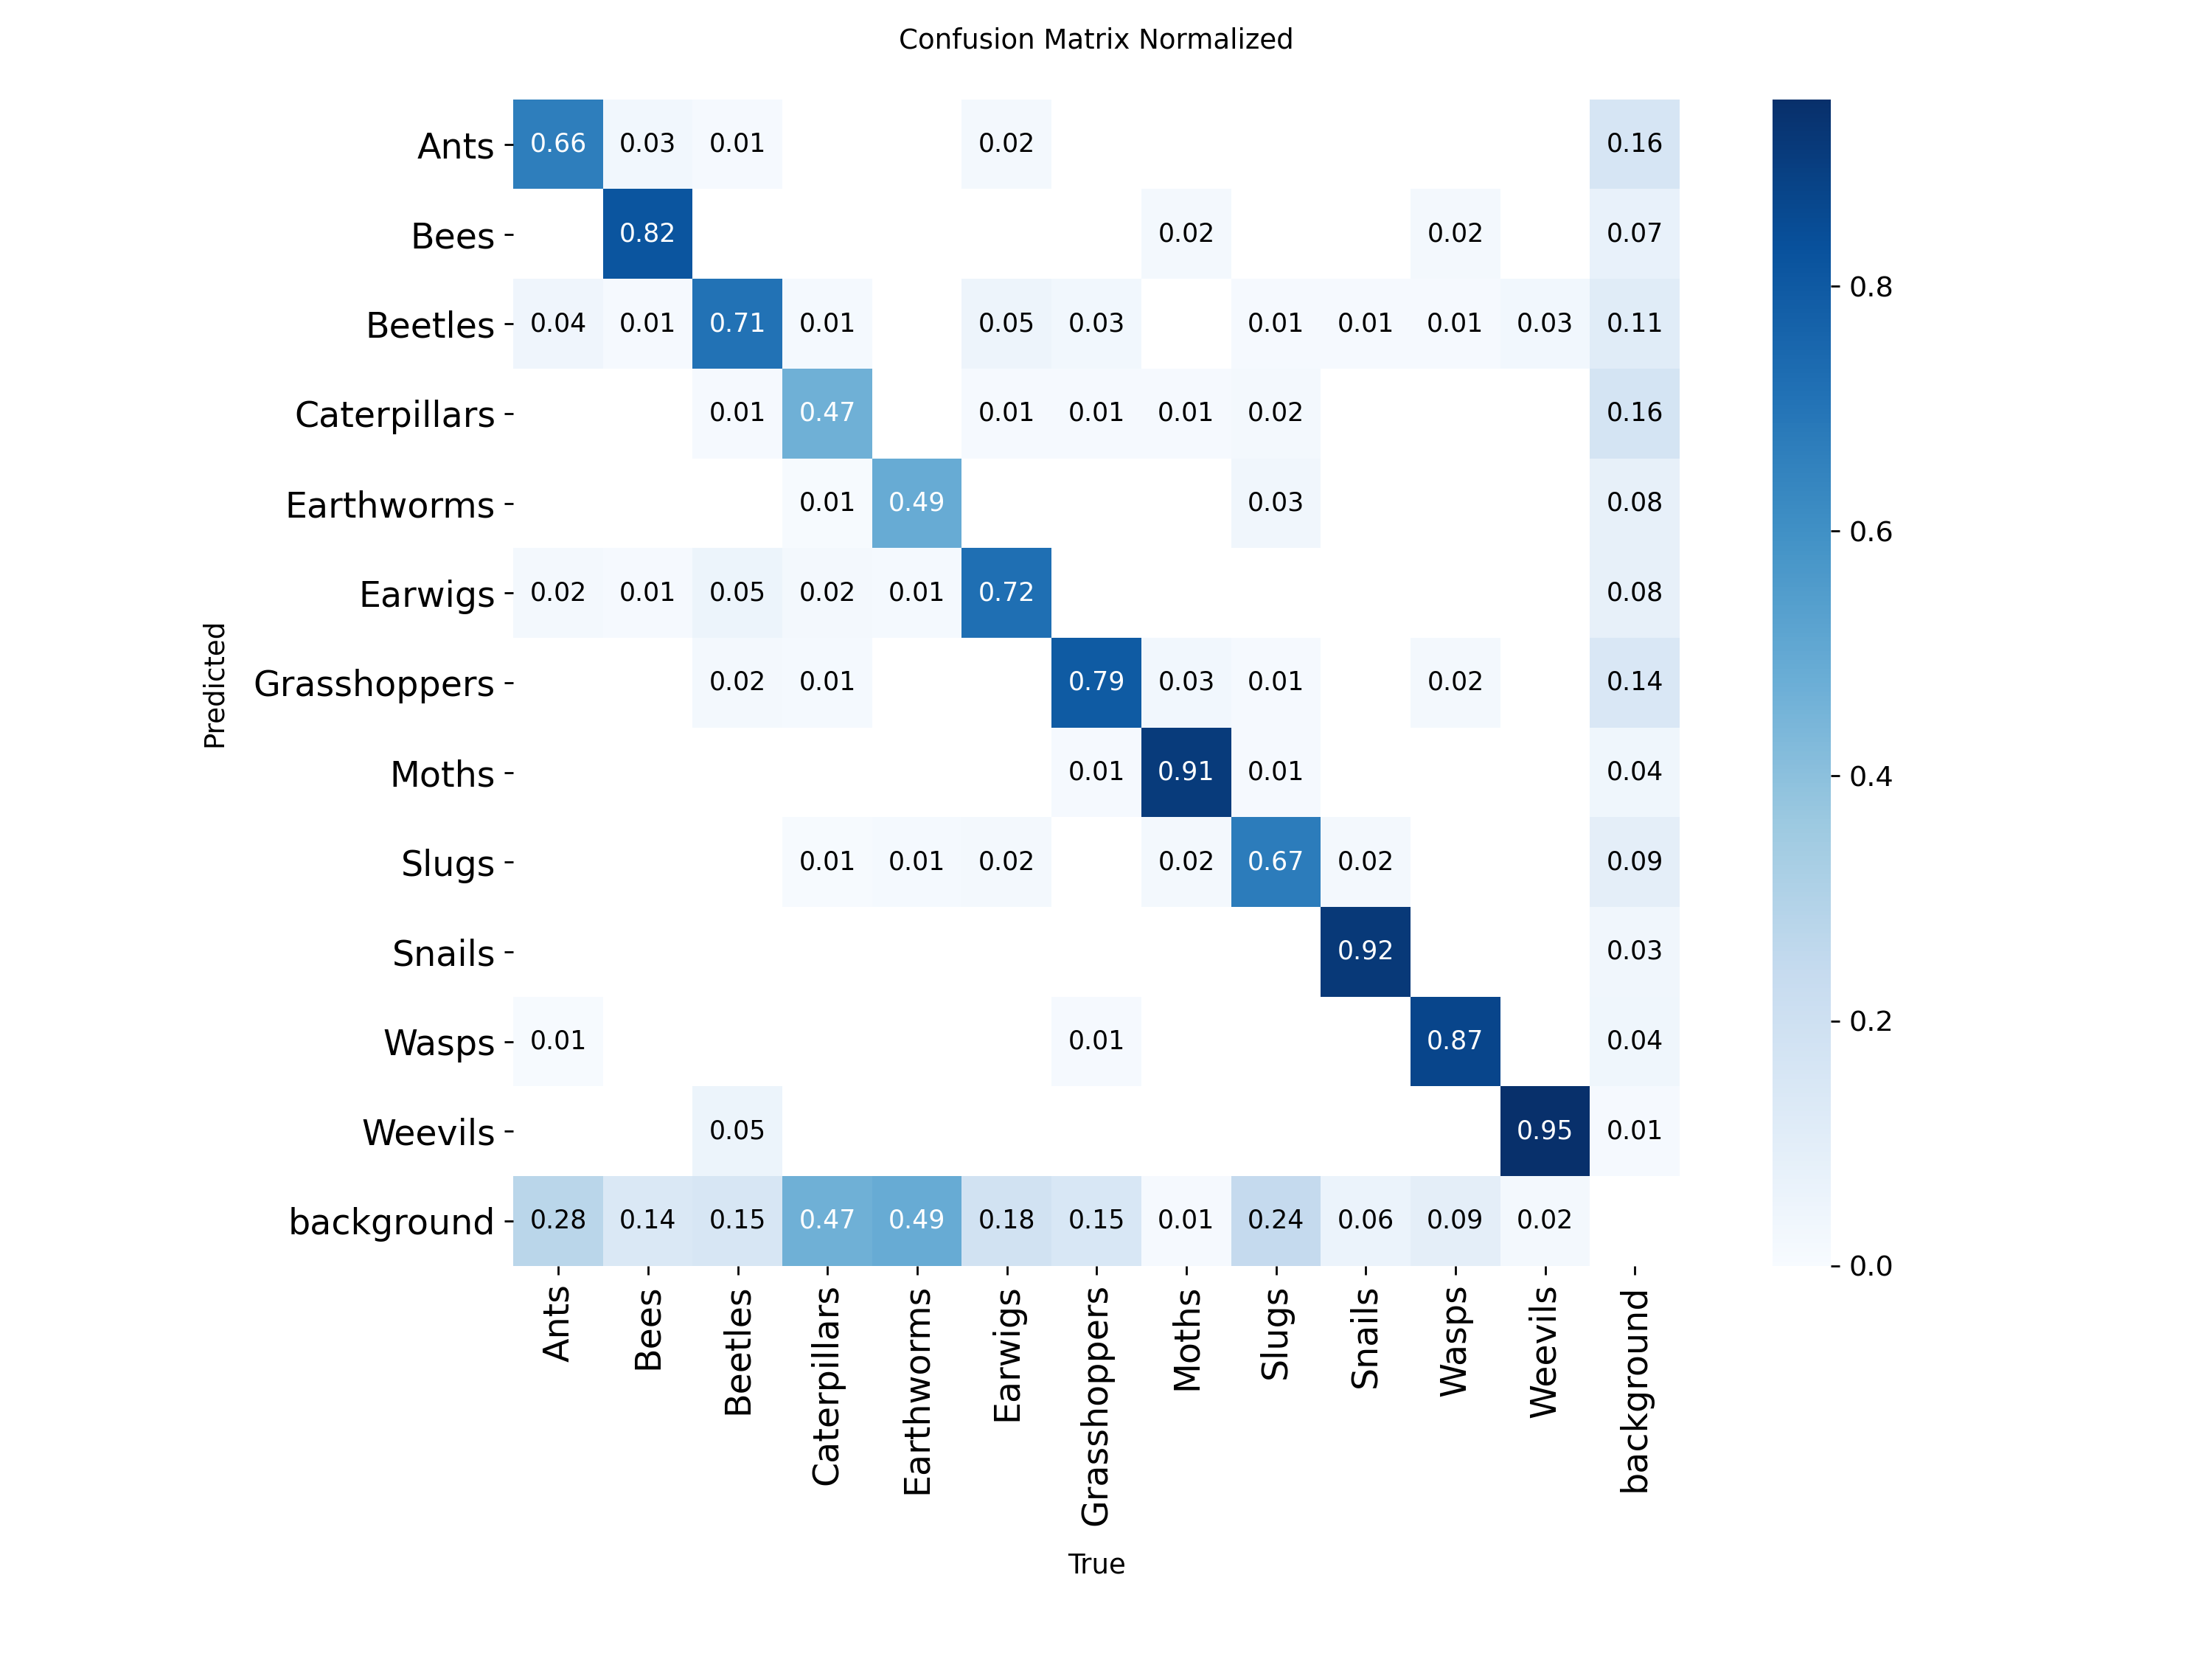 Confusion Matrix Normalized
Ants 0.66 0.03 0.01 0.02 0.16
Bees 0.82 0.02 0.02 0.07
Beetles 0.04 0.01 0.71 0.01 0.05 0.03 0.01 0.01 0.01 0.03 0.11
Caterpillars 0.01 0.47 0.01 0.01 0.01 0.02 0.16
Earthworms 0.01 0.49 0.03 0.08
Earwigs 0.02 0.01 0.05 0.02 0.01 0.72 0.08
Grasshoppers 0.02 0.01 0.79 0.03 0.01 0.02 0.14
Moths 0.01 0.91 0.01 0.04
Slugs 0.01 0.01 0.02 0.02 0.67 0.02 0.09
Snails 0.92 0.03
Wasps 0.01 0.01 0.87 0.04
Weevils 0.05 0.95 0.01
background 0.28 0.14 0.15 0.47 0.49 0.18 0.15 0.01 0.24 0.06 0.09 0.02
Ants Bees Beetles Caterpillars Earthworms Earwigs Grasshoppers Moths Slugs Snails Wasps Weevils background
True
Predicted
0.8
0.6
0.4
0.2
0.0